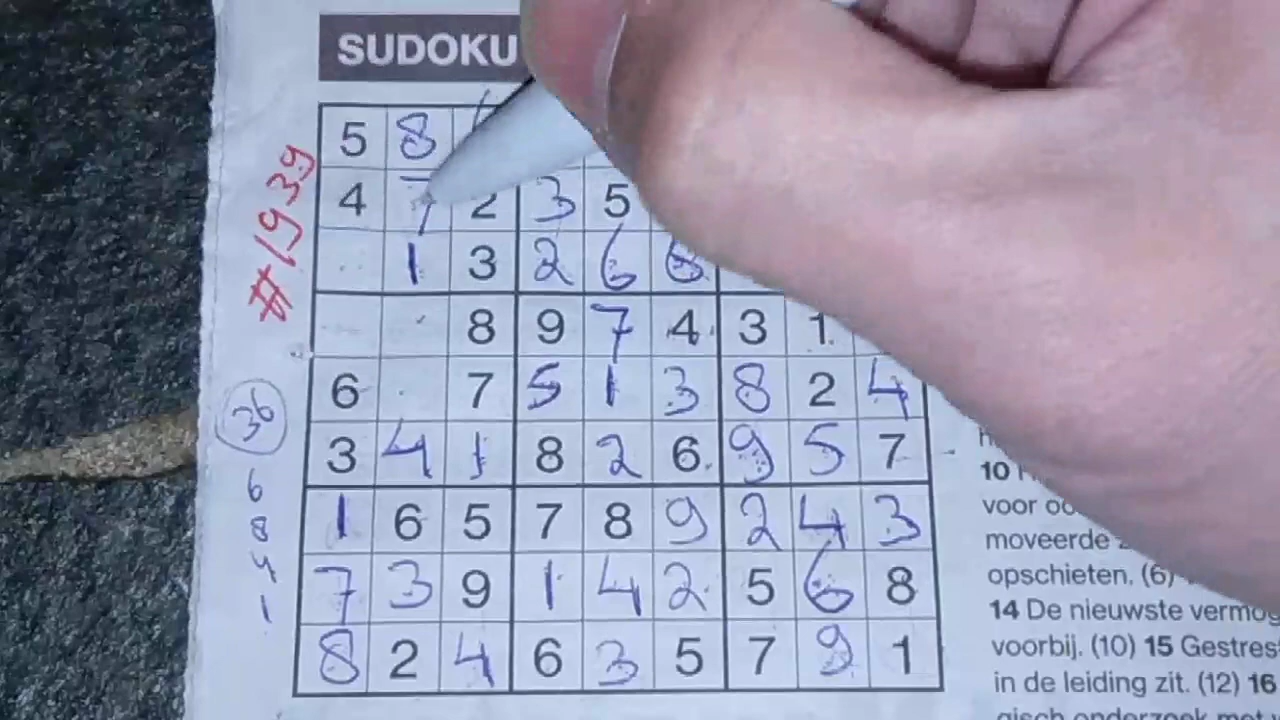 SUDOKU
#1939
5 8
4 7 2 3 5
1 3 2 6 8
8 9 7 4 3 1
6 7 5 1 3 8 2 4
36
3 4 1 8 2 6 9 5 7
6
8
4
1
1 6 5 7 8 9 2 4 3
7 3 9 1 4 2 5 6 8
8 2 4 6 3 5 7 9 1
10
voor
moveerde
opschieten. (6)
14 De nieuwste
voorbij. (10) 15
in de leiding zit. (12) 16